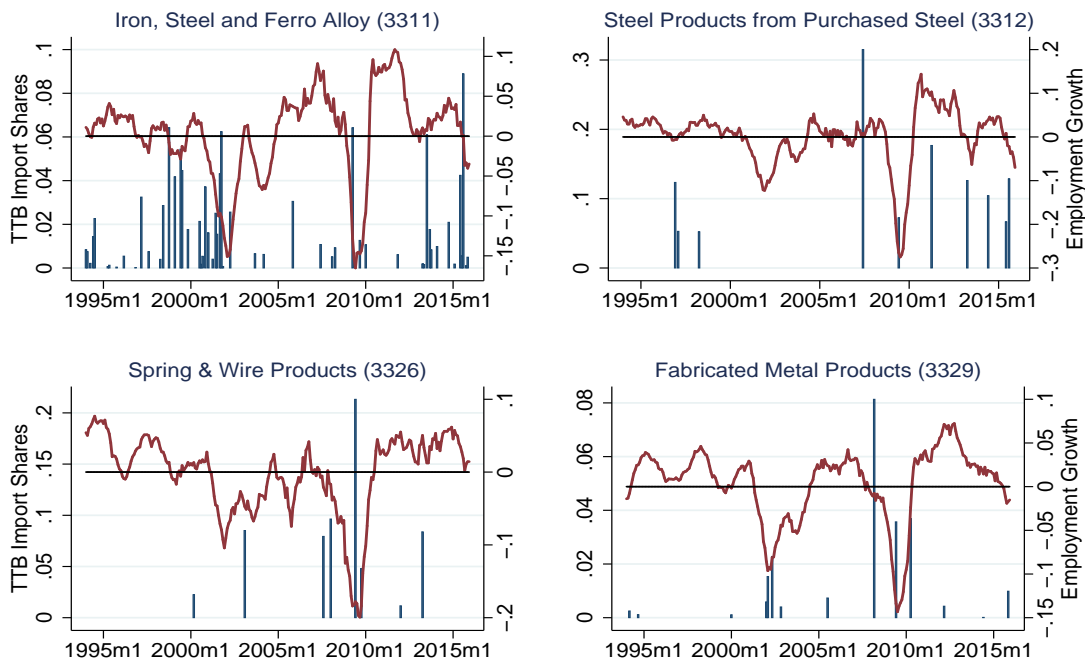 Iron, Steel and Ferro Alloy (3311)
TTB Import Shares
0 .02 .04 .06 .08 .1
-.15 -.1 -.05 0 .05 .1
1995m1 2000m1 2005m1 2010m1 2015m1
Steel Products from Purchased Steel (3312)
0 .1 .2 .3
-.3 -.2 -.1 0 .1 .2
Employment Growth
1995m1 2000m1 2005m1 2010m1 2015m1
Spring & Wire Products (3326)
TTB Import Shares
0 .05 .1 .15 .2
-.2 -.1 0 .1
1995m1 2000m1 2005m1 2010m1 2015m1
Fabricated Metal Products (3329)
0 .02 .04 .06 .08
-.15 -.1 -.05 0 .05 .1
Employment Growth
1995m1 2000m1 2005m1 2010m1 2015m1